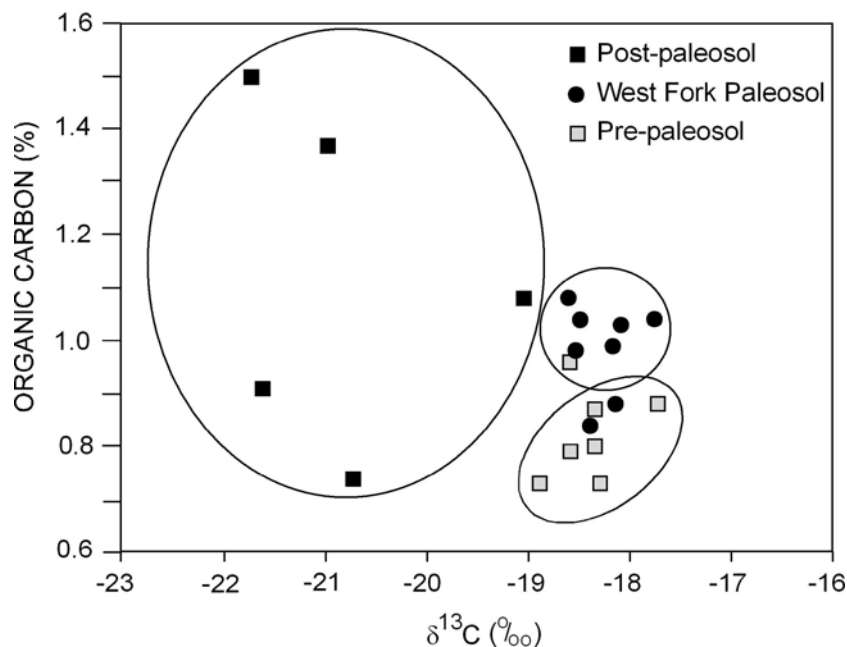 1.6
1.4
1.2
1.0
0.8
0.6
ORGANIC CARBON (%)
Post-paleosol
West Fork Paleosol
Pre-paleosol
-23 -22 -21 -20 -19 -18 -17 -16
δ¹³C (‰)